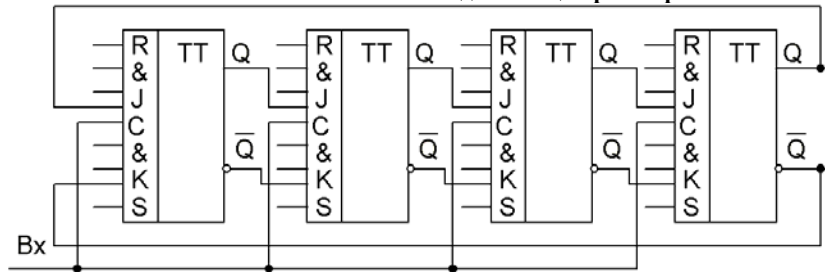 R TT Q R TT Q R TT Q R TT Q
& & & &
J J J J
C C C C
& Q̅ & Q̅ & Q̅ & Q̅
K K K K
S S S S
Вх